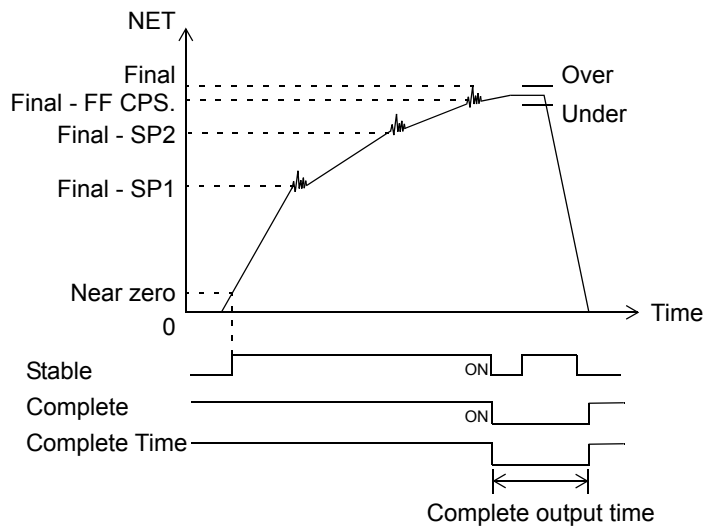 NET
Final
Over
Final - FF CPS.
Under
Final - SP2
Final - SP1
Near zero
0
Time
Stable
ON
Complete
ON
Complete Time
Complete output time